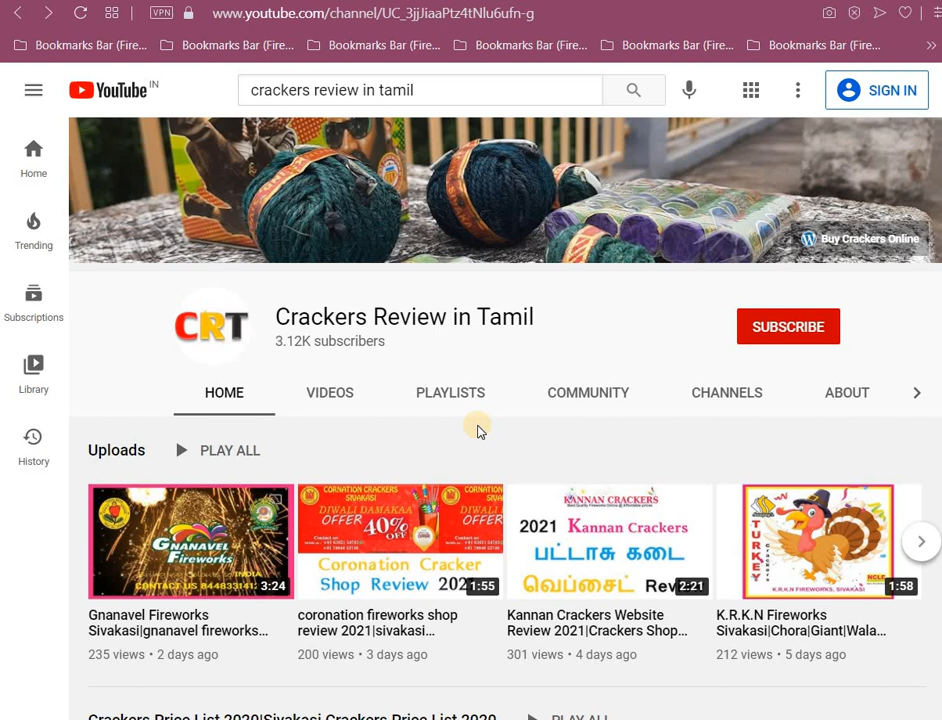 VPN
www.youtube.com/channel/UC_3jjJiaaPtz4tNlu6ufn-g
Bookmarks Bar (Fire...
Bookmarks Bar (Fire...
Bookmarks Bar (Fire...
Bookmarks Bar (Fire...
Bookmarks Bar (Fire...
Bookmarks Bar (Fire...
YouTube IN
crackers review in tamil
SIGN IN
Home
Trending
Subscriptions
Library
History
Buy Crackers Online
CRT
Crackers Review in Tamil
3.12K subscribers
SUBSCRIBE
HOME
VIDEOS
PLAYLISTS
COMMUNITY
CHANNELS
ABOUT
Uploads
PLAY ALL
GNANAVEL
FIREWORKS
INDIA
3:24
Gnanavel Fireworks
Sivakasi|gnanavel fireworks...
235 views • 2 days ago
CORNATION CRACKERS
SIVKASI
DIWALI DAMAKAA
OFFER 40%
OFF
Coronation Cracker
Shop Review
1:55
coronation fireworks shop
review 2021|sivakasi...
200 views • 3 days ago
KANNAN CRACKERS
2021 Kannan Crackers
பட்டாசு கடை
வெப்சைட்
2:21
Kannan Crackers Website
Review 2021|Crackers Shop...
301 views • 4 days ago
TURKEY
K.R.K.N FIREWORKS, SIVAKASI
1:58
K.R.K.N Fireworks
Sivakasi|Chora|Giant|Wala...
212 views • 5 days ago
Crackers Price List 2020|Sivakasi Crackers Price List 2020
PLAY ALL